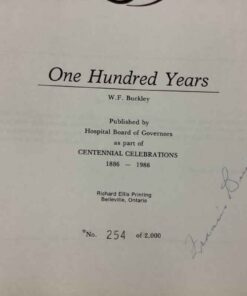 One Hundred Years
W.F. Buckley
Published by
Hospital Board of Governors
as part of
CENTENNIAL CELEBRATIONS
1886 — 1986
Richard Ellis Printing
Belleville, Ontario
*No. 254 of 2,000